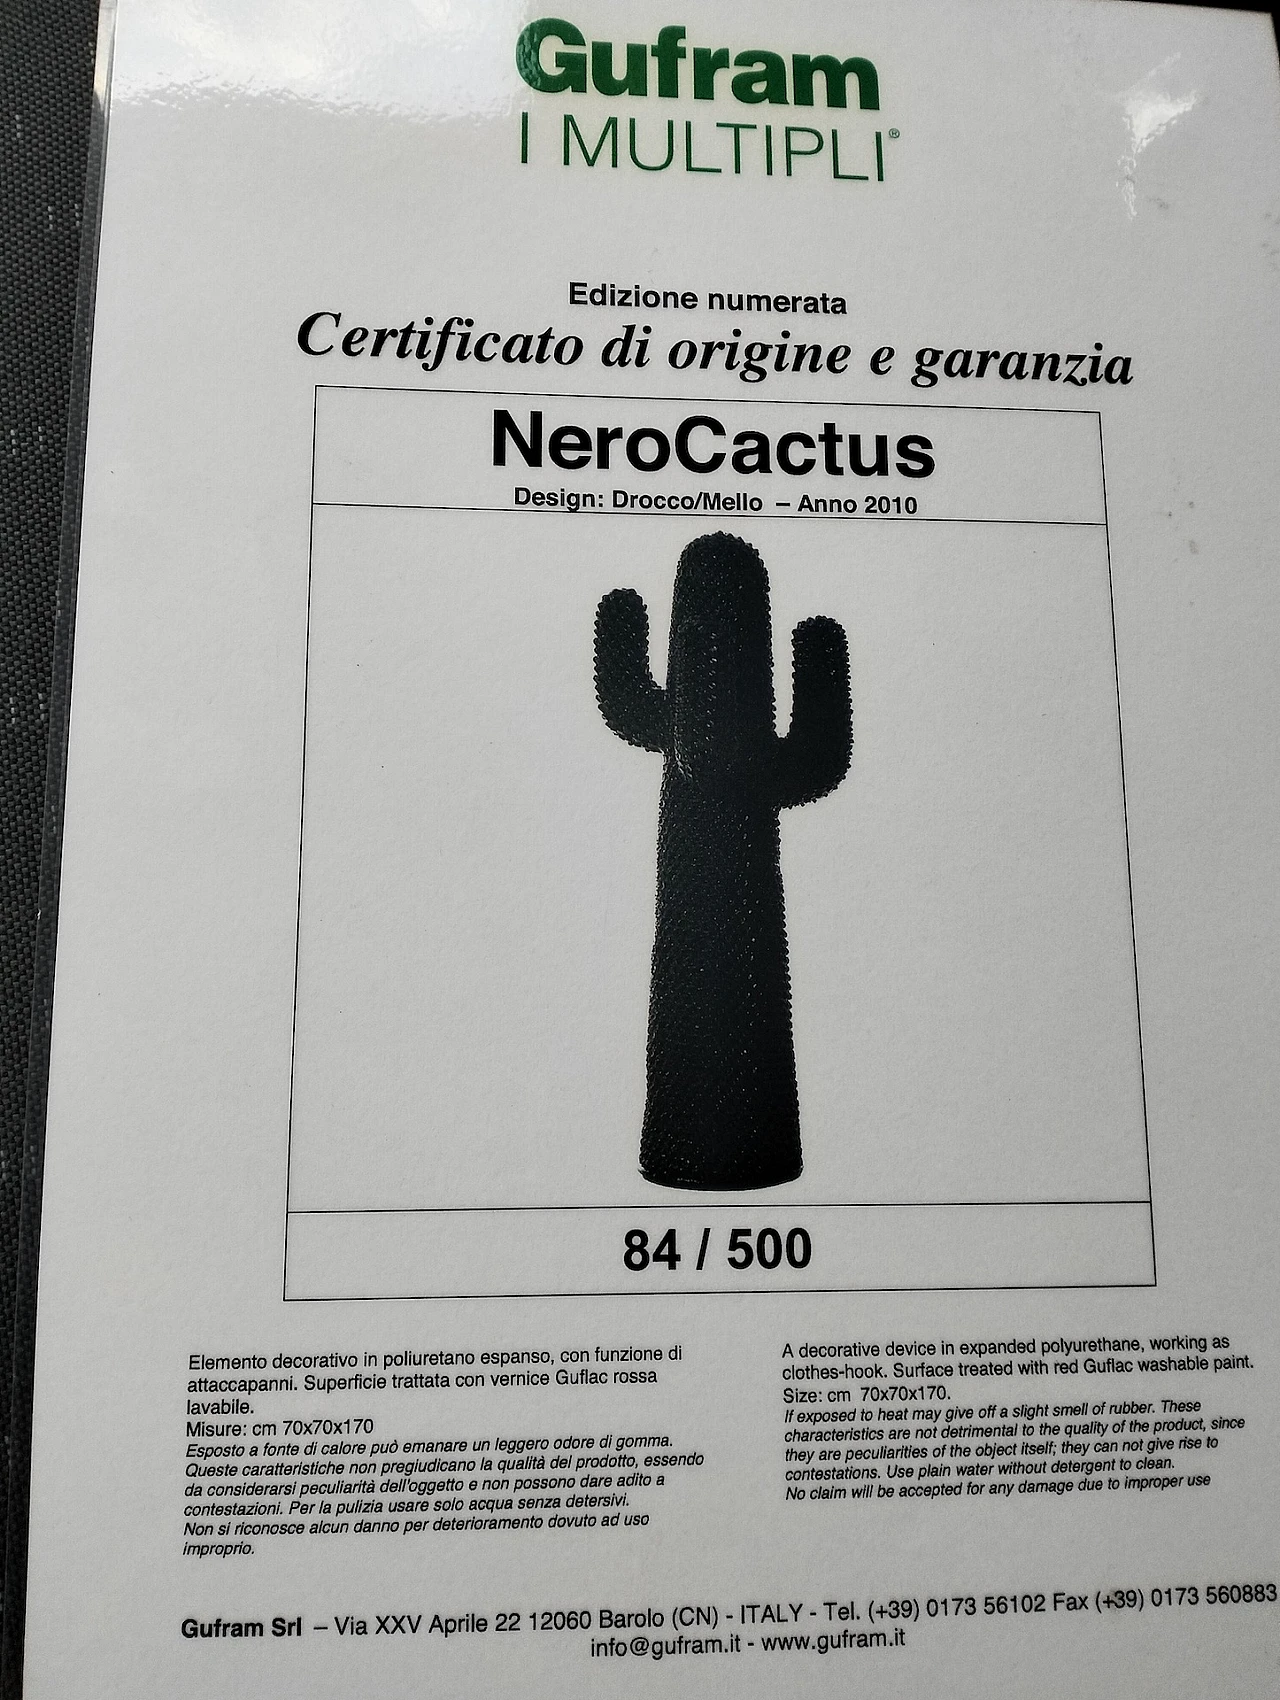 Gufram
I MULTIPLI®
Edizione numerata
Certificato di origine e garanzia
NeroCactus
Design: Drocco/Mello – Anno 2010
84 / 500
Elemento decorativo in poliuretano espanso, con funzione di
attaccapanni. Superficie trattata con vernice Guflac rossa
lavabile.
Misure: cm 70x70x170
Esposto a fonte di calore può emanare un leggero odore di gomma.
Queste caratteristiche non pregiudicano la qualità del prodotto, essendo
da considerarsi peculiarità dell'oggetto e non possono dare adito a
contestazioni. Per la pulizia usare solo acqua senza detersivi.
Non si riconosce alcun danno per deterioramento dovuto ad uso
improprio.
A decorative device in expanded polyurethane, working as
clothes-hook. Surface treated with red Guflac washable paint.
Size: cm 70x70x170.
If exposed to heat may give off a slight smell of rubber. These
characteristics are not detrimental to the quality of the product, since
they are peculiarities of the object itself; they can not give rise to
contestations. Use plain water without detergent to clean.
No claim will be accepted for any damage due to improper use
Gufram Srl – Via XXV Aprile 22 12060 Barolo (CN) - ITALY - Tel. (+39) 0173 56102 Fax (+39) 0173 560883
info@gufram.it - www.gufram.it